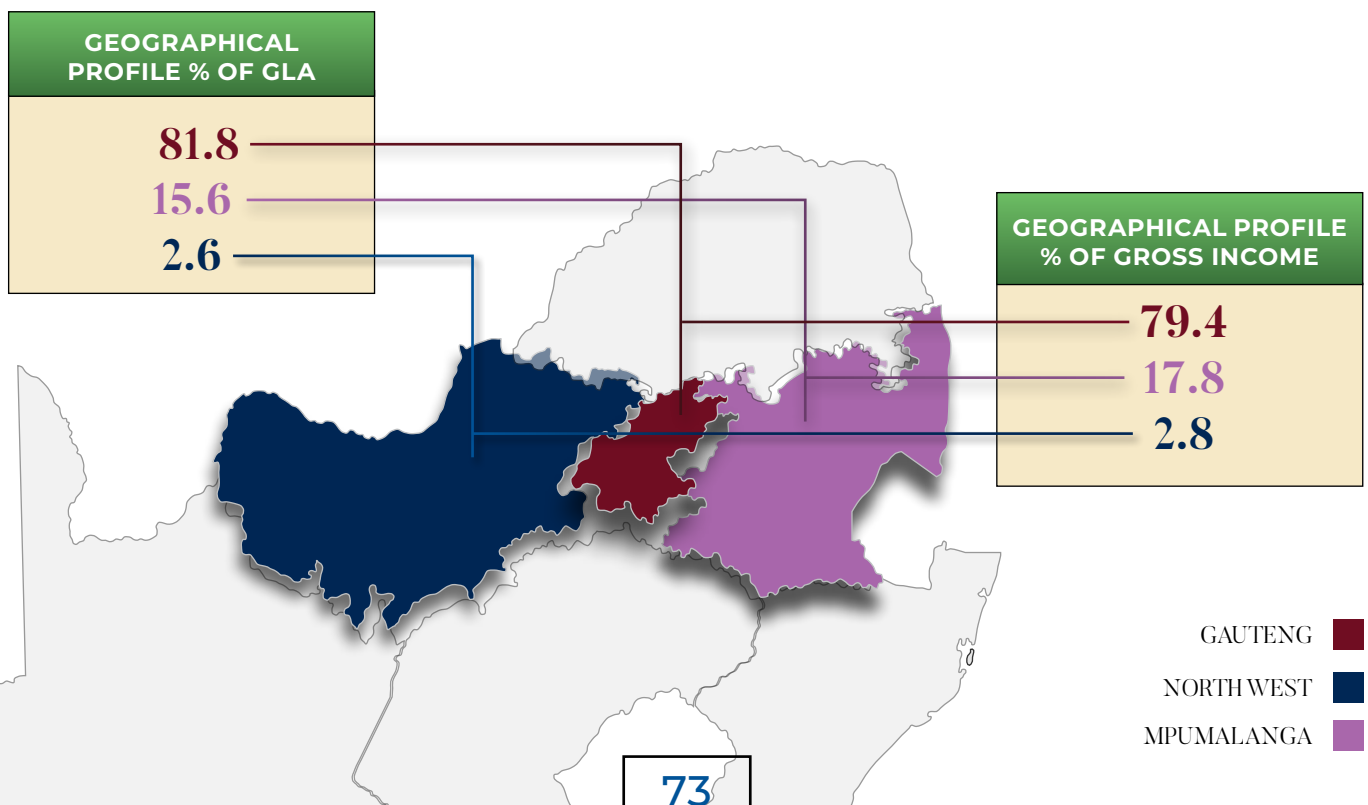 GEOGRAPHICAL
PROFILE % OF GLA
81.8
15.6
2.6
GEOGRAPHICAL PROFILE
% OF GROSS INCOME
79.4
17.8
2.8
GAUTENG
NORTH WEST
MPUMALANGA
73